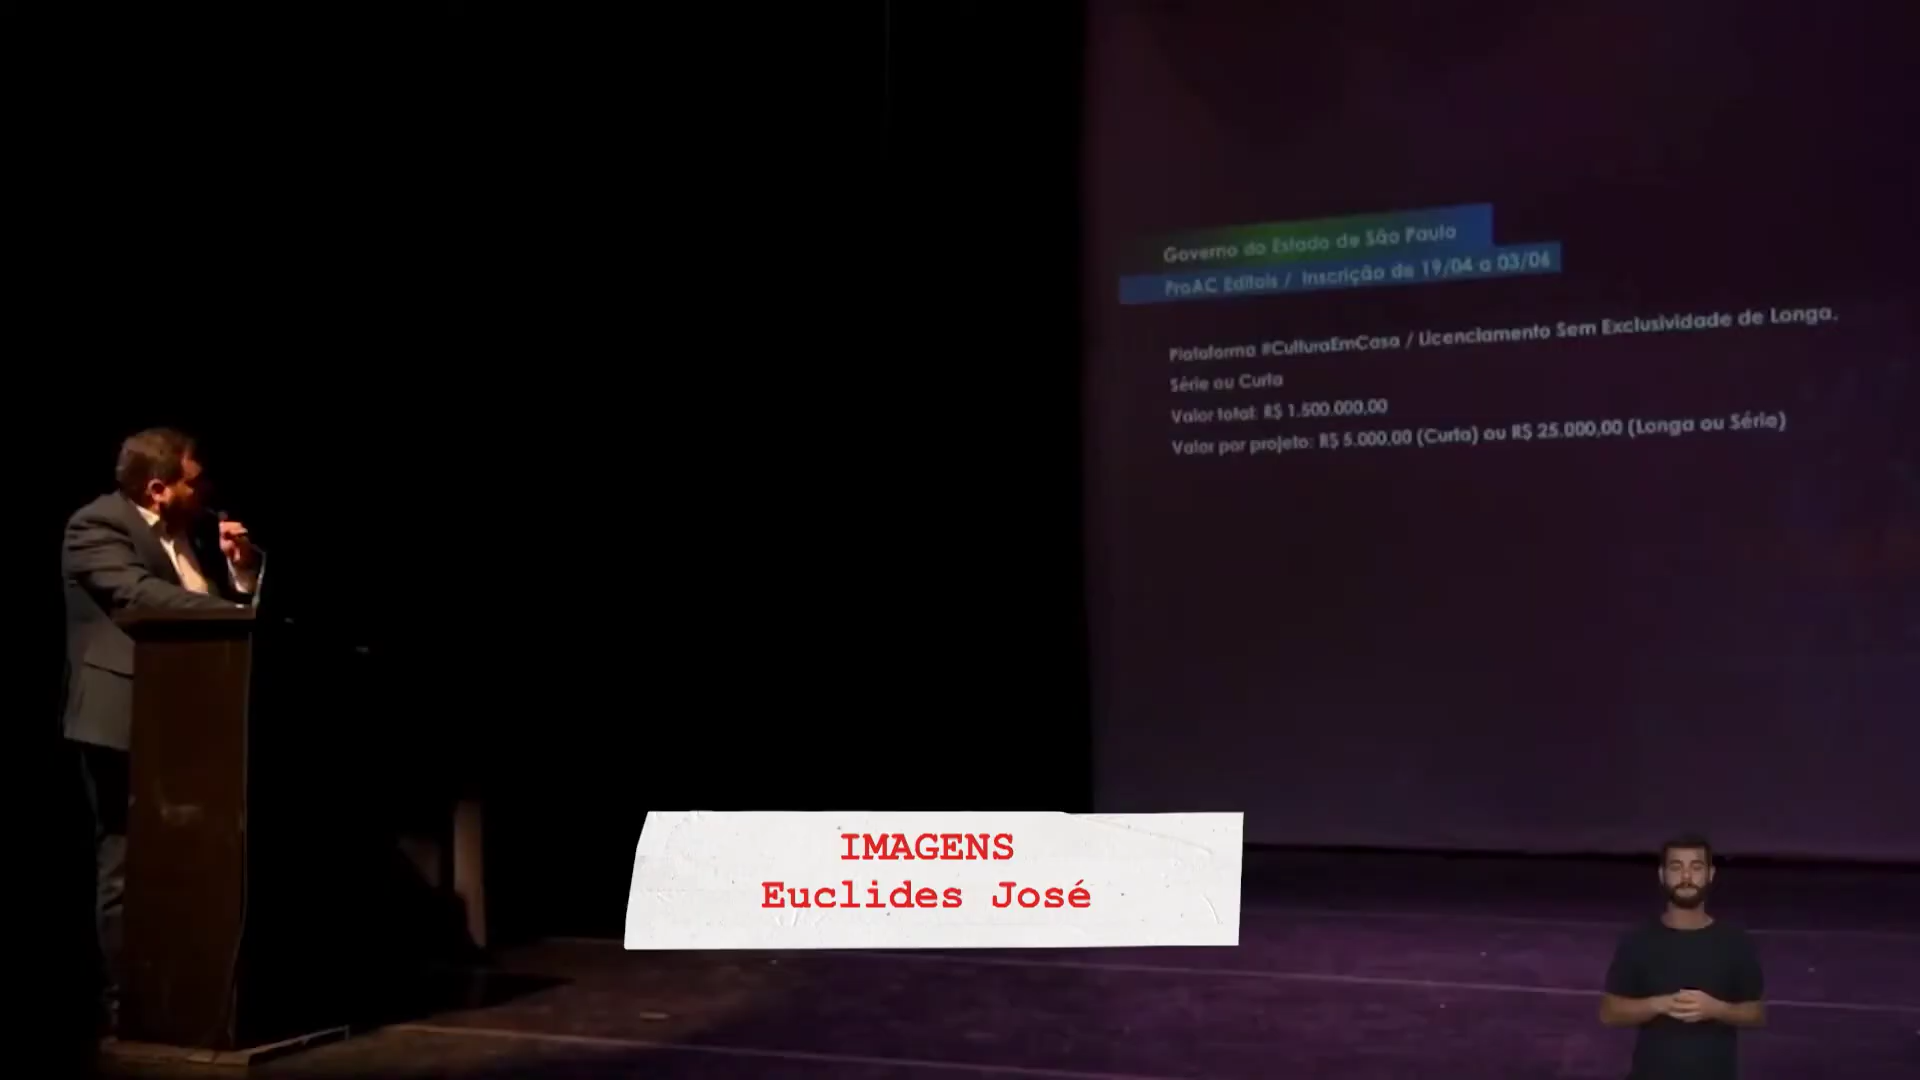 Governo do Estado de São Paulo
ProAC Editais / Inscrição de 19/04 a 03/06
Plataforma #CulturaEmCasa / Licenciamento Sem Exclusividade de Longa,
Série ou Curta
Valor total: R$ 1.500.000,00
Valor por projeto: R$ 5.000,00 (Curta) ou R$ 25.000,00 (Longa ou Série)
IMAGENS
Euclides José